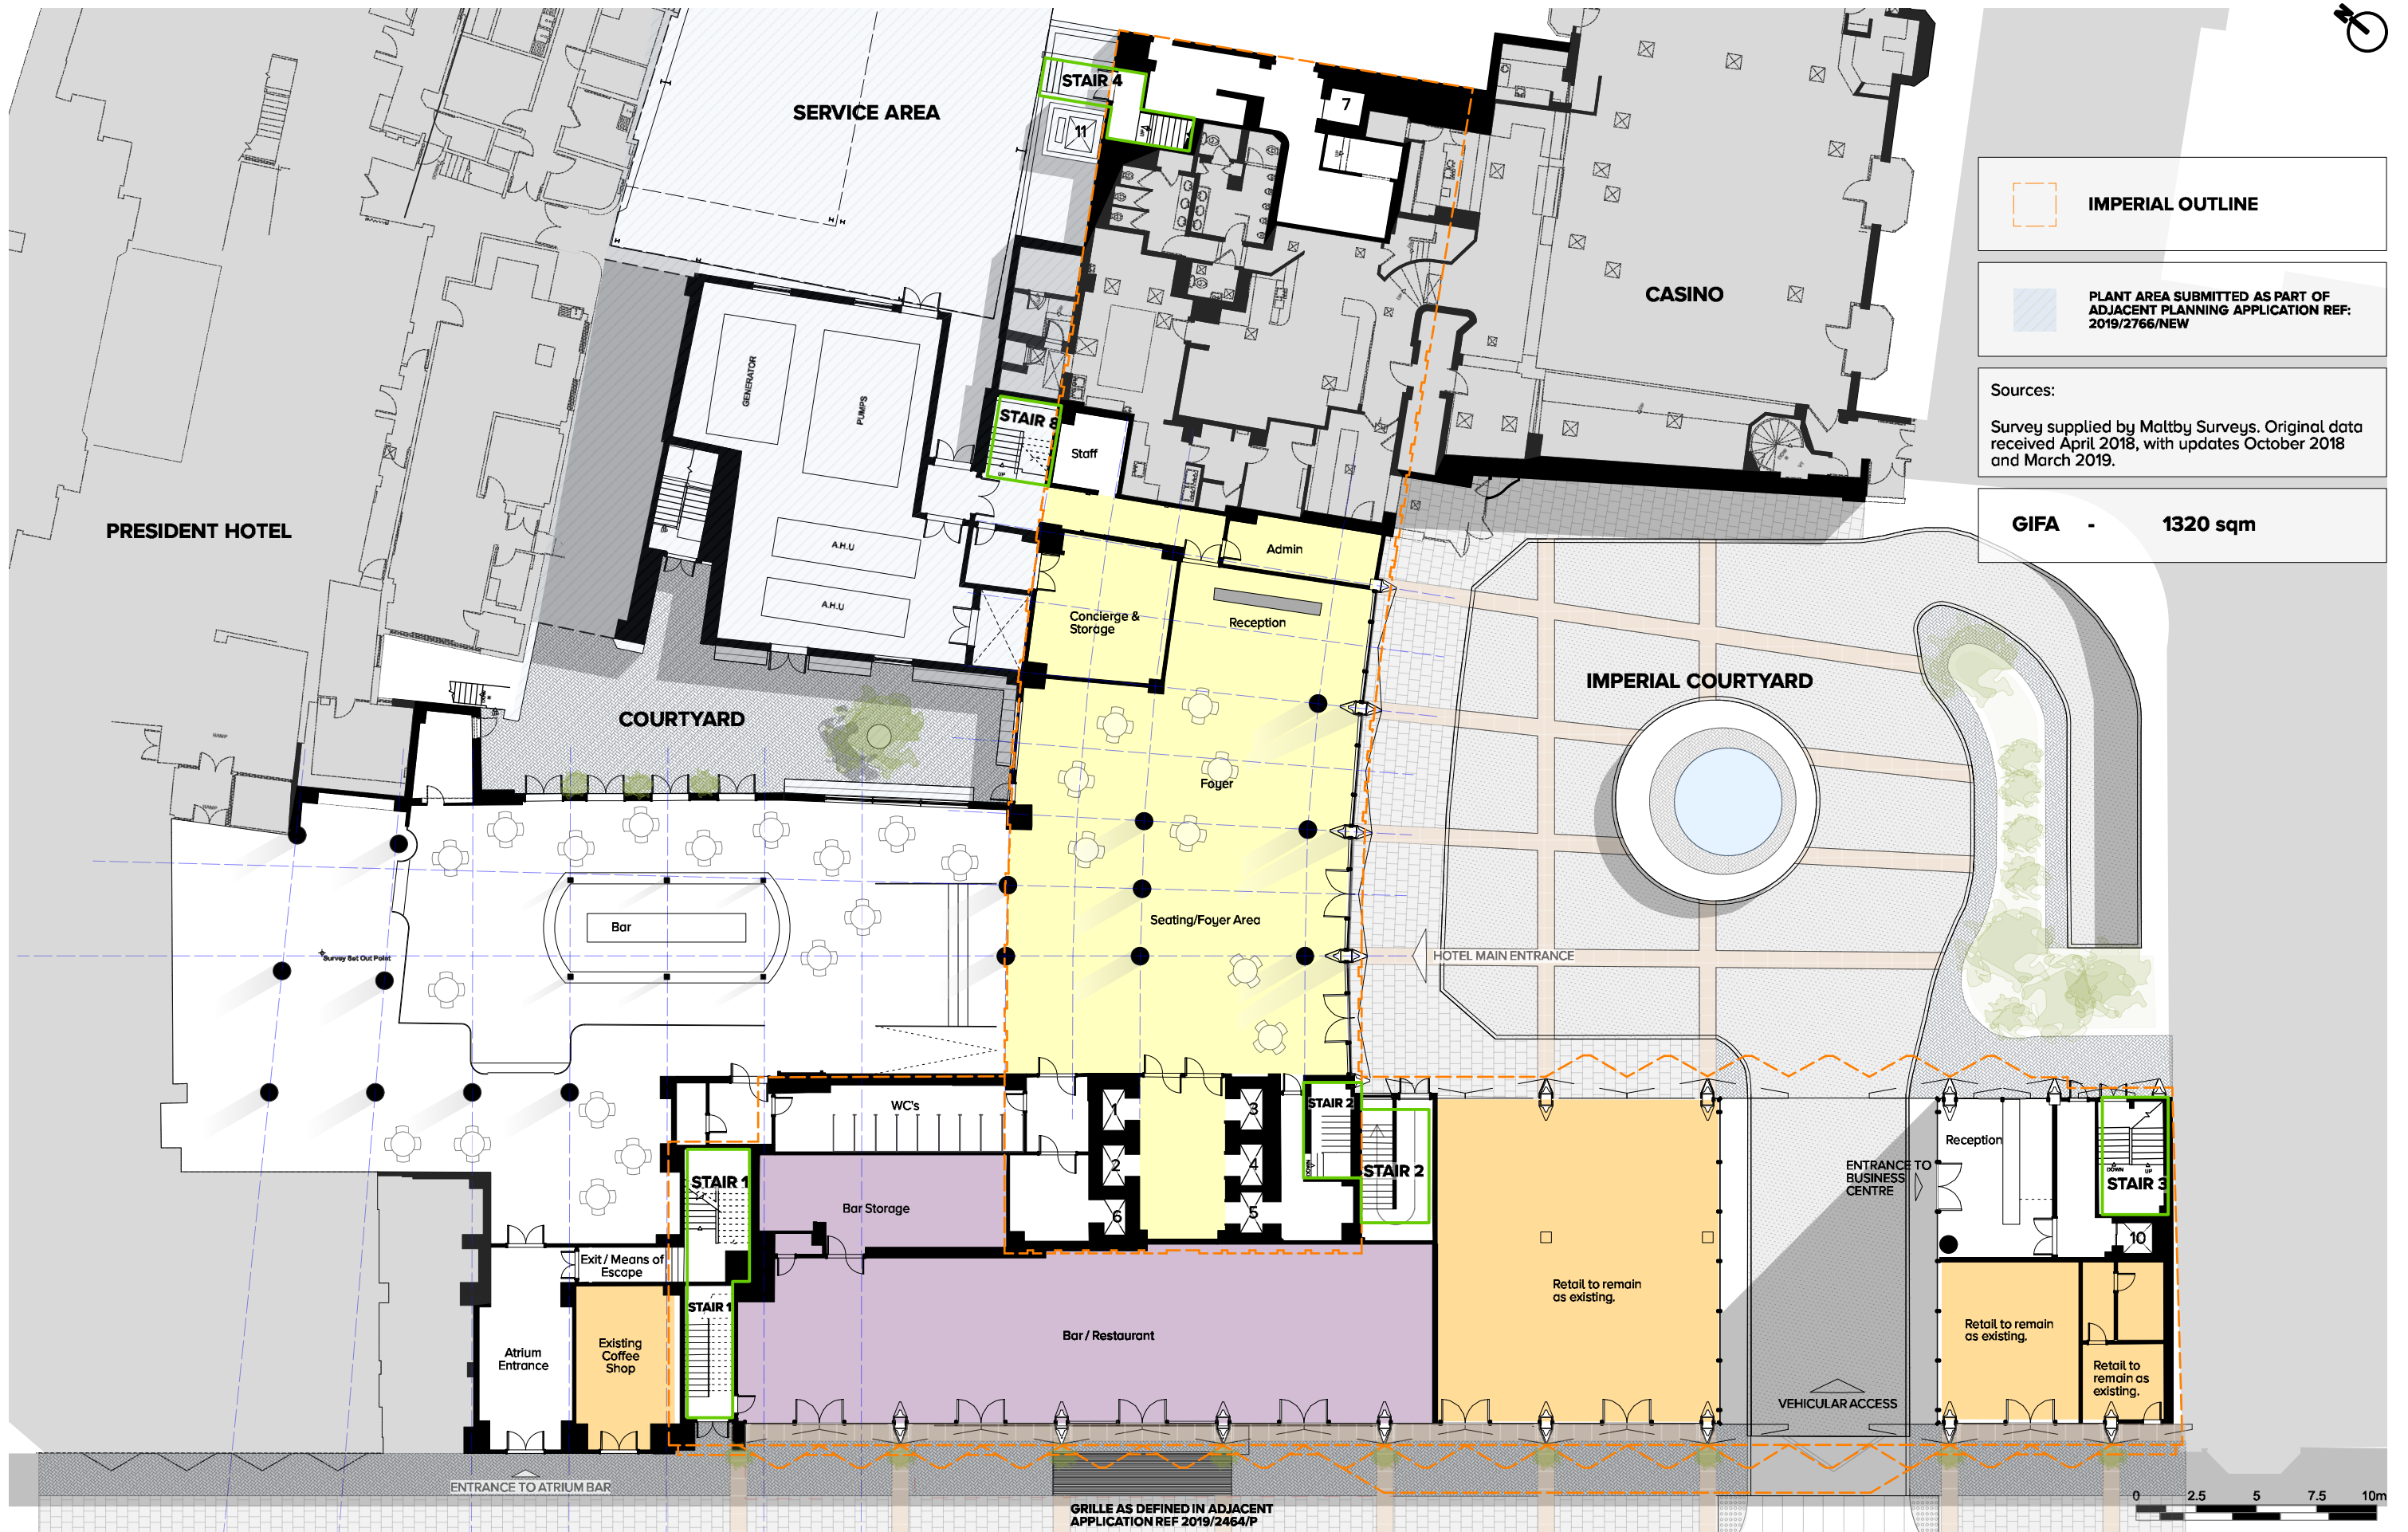 N
STAIR 4
SERVICE AREA
11
7
UP
IMPERIAL OUTLINE
CASINO
PLANT AREA SUBMITTED AS PART OF
ADJACENT PLANNING APPLICATION REF:
2019/2766/NEW
Sources:
Survey supplied by Maltby Surveys. Original data
received April 2018, with updates October 2018
and March 2019.
GIFA - 1320 sqm
GENERATOR
PUMPS
STAIR 8
UP
Staff
PRESIDENT HOTEL
A.H.U
A.H.U
Admin
Concierge &
Storage
Reception
IMPERIAL COURTYARD
COURTYARD
RAMP
RAMP
Foyer
Seating/Foyer Area
Bar
Survey Set Out Point
HOTEL MAIN ENTRANCE
WC's
1
2
6
3
4
5
STAIR 2
DOWN
STAIR 2
Reception
ENTRANCE TO
BUSINESS
CENTRE
DOWN
UP
STAIR 3
10
STAIR 1
Bar Storage
Exit / Means of
Escape
STAIR 1
Retail to remain
as existing.
Bar / Restaurant
Atrium
Entrance
Existing
Coffee
Shop
Retail to remain
as existing.
Retail to
remain as
existing.
VEHICULAR ACCESS
ENTRANCE TO ATRIUM BAR
GRILLE AS DEFINED IN ADJACENT
APPLICATION REF 2019/2464/P
0 2.5 5 7.5 10m